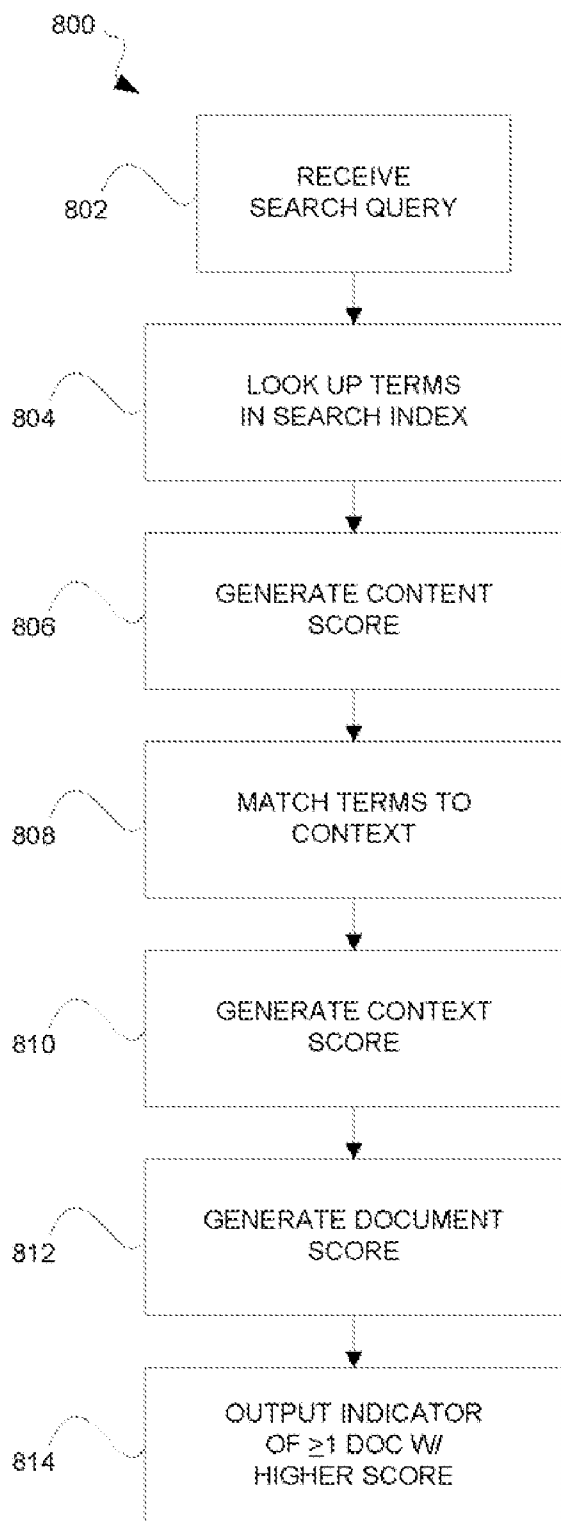 800
802
RECEIVE
SEARCH QUERY
804
LOOK UP TERMS
IN SEARCH INDEX
806
GENERATE CONTENT
SCORE
808
MATCH TERMS TO
CONTEXT
810
GENERATE CONTEXT
SCORE
812
GENERATE DOCUMENT
SCORE
814
OUTPUT INDICATOR
OF ≥1 DOC W/
HIGHER SCORE